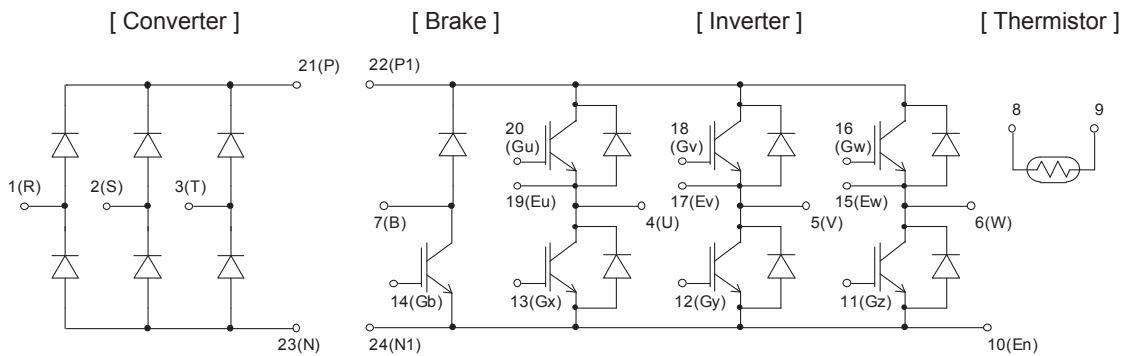 [ Converter ]
[ Brake ]
[ Inverter ]
[ Thermistor ]
21(P)
22(P1)
20
(Gu)
18
(Gv)
16
(Gw)
8
9
1(R)
2(S)
3(T)
7(B)
19(Eu)
4(U)
17(Ev)
5(V)
15(Ew)
6(W)
14(Gb)
13(Gx)
12(Gy)
11(Gz)
23(N)
24(N1)
10(En)